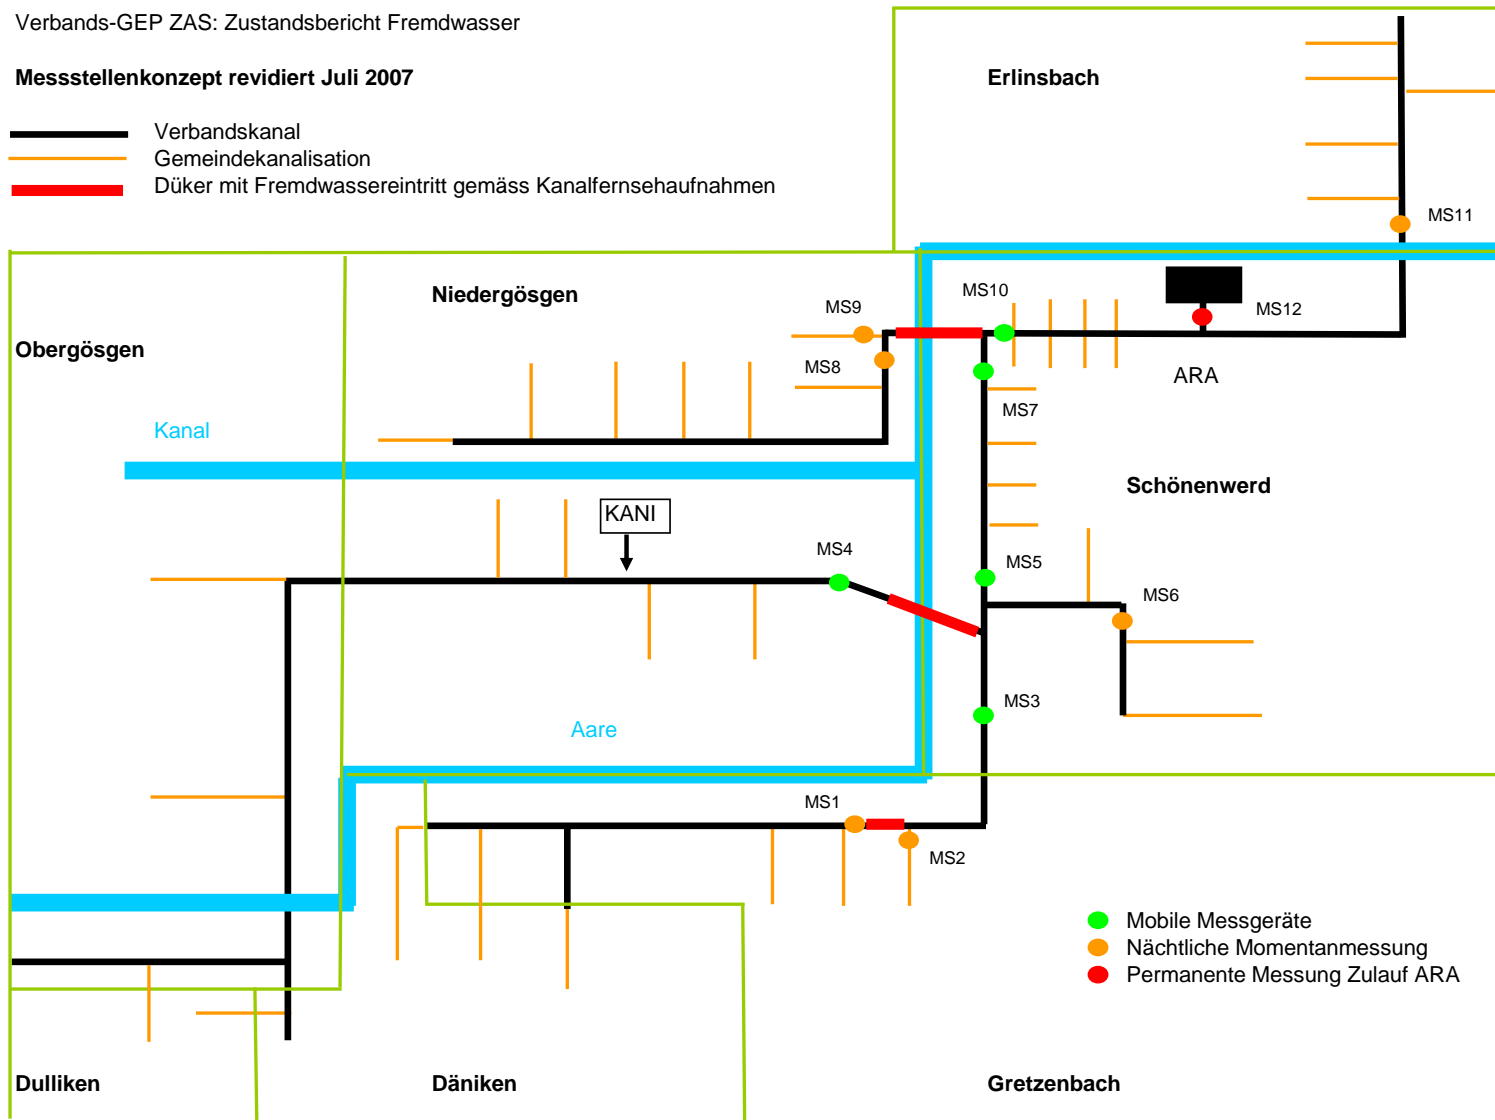 Verbands-GEP ZAS: Zustandsbericht Fremdwasser
Messstellenkonzept revidiert Juli 2007
Verbandskanal
Gemeindekanalisation
Düker mit Fremdwassereintritt gemäss Kanalfernsehaufnahmen
Erlinsbach
MS11
Niedergösgen
MS9
MS10
MS12
Obergösgen
MS8
ARA
MS7
Kanal
Schönenwerd
KANI
MS4
MS5
MS6
MS3
Aare
MS1
MS2
Mobile Messgeräte
Nächtliche Momentanmessung
Permanente Messung Zulauf ARA
Dulliken
Däniken
Gretzenbach